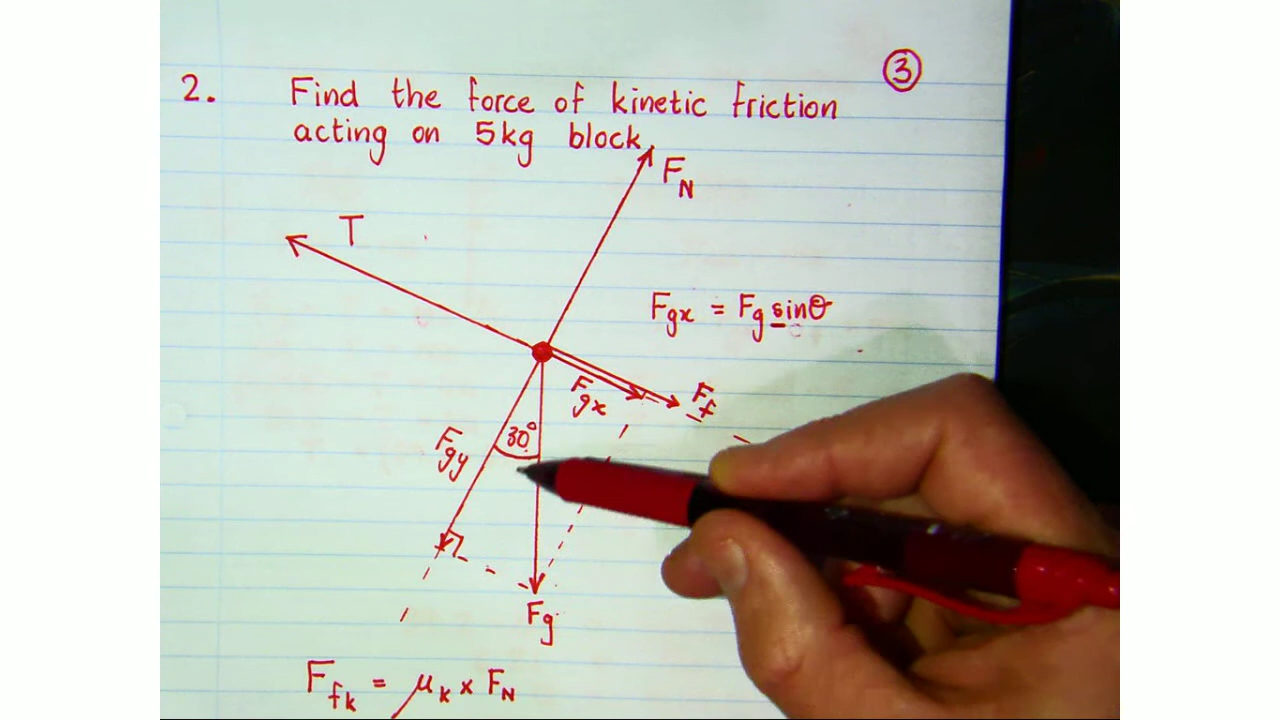 ③
2. Find the force of kinetic friction
acting on 5kg block.
F_N
T
F_gx = F_g sinθ
F_gx
F_f
30°
F_gy
F_g
F_fk = μ_k × F_N